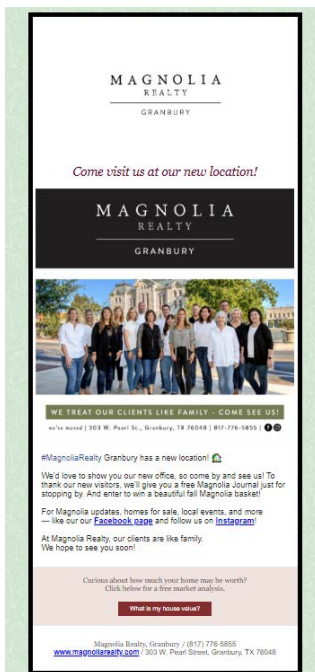 MAGNOLIA
REALTY
GRANBURY
Come visit us at our new location!
MAGNOLIA
REALTY
GRANBURY
WE TREAT OUR CLIENTS LIKE FAMILY - COME SEE US!
we've moved | 303 W. Pearl St., Granbury, TX 76048 | 817-776-5855 |
#MagnoliaRealty Granbury has a new location!
We'd love to show you our new office, so come by and see us! To
thank our new visitors, we'll give you a free Magnolia Journal just for
stopping by. And enter to win a beautiful fall Magnolia basket!
For Magnolia updates, homes for sale, local events, and more
— like our our Facebook page and follow us on Instagram!
At Magnolia Realty, our clients are like family.
We hope to see you soon!
Curious about how much your home may be worth?
Click below for a free market analysis.
What is my house value?
Magnolia Realty, Granbury / (817) 776-5855
www.magnoliarealty.com / 303 W. Pearl Street, Granbury, TX 76048